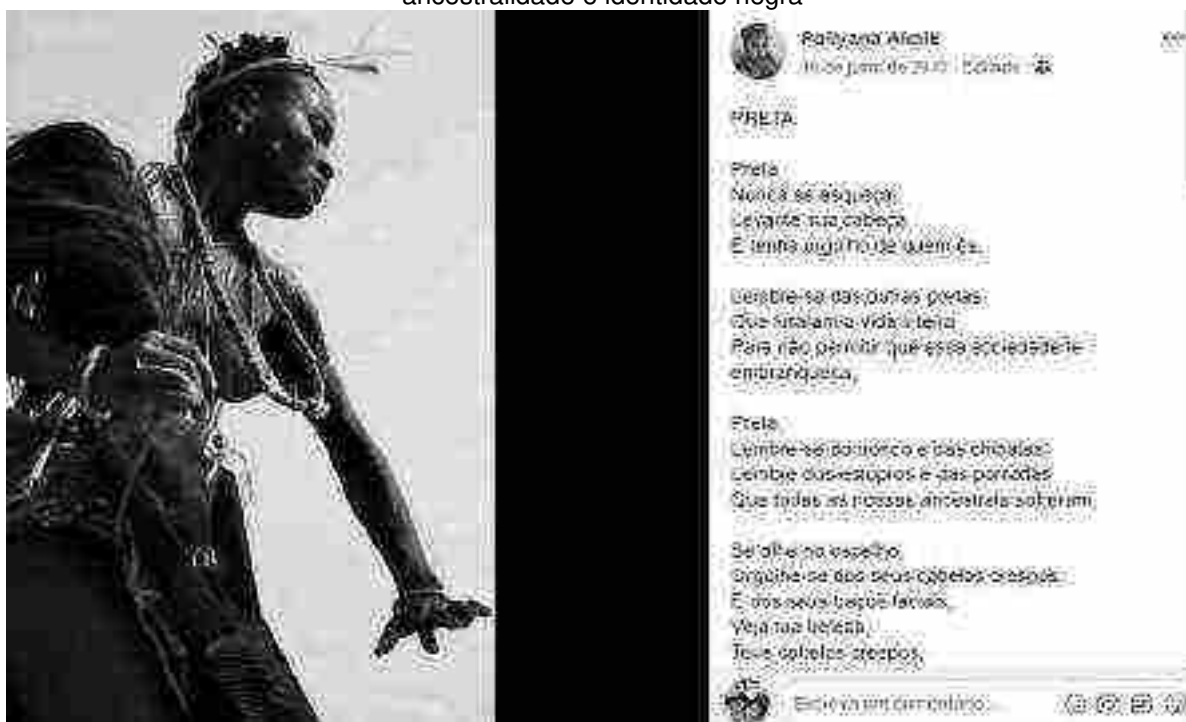 ancestralidade e identidade negra
PRETA
Preta
Nunca se esqueça
Levante sua cabeça
E tenha orgulho de quem és.
Lembre-se das outras pretas
Que lutaram a vida inteira
Para não permitir que essa sociedade te
embranqueça,
Preta
Lembre-se do tronco e das chibatas
Lembre dos estupros e das porradas
Que todas as nossas ancestrais sofreram,
Se olhe no espelho
Orgulhe-se dos seus cabelos crespos
E dos seus traços faciais,
Veja tua beleza,
Teus cabelos crespos,
Escreva um comentário...